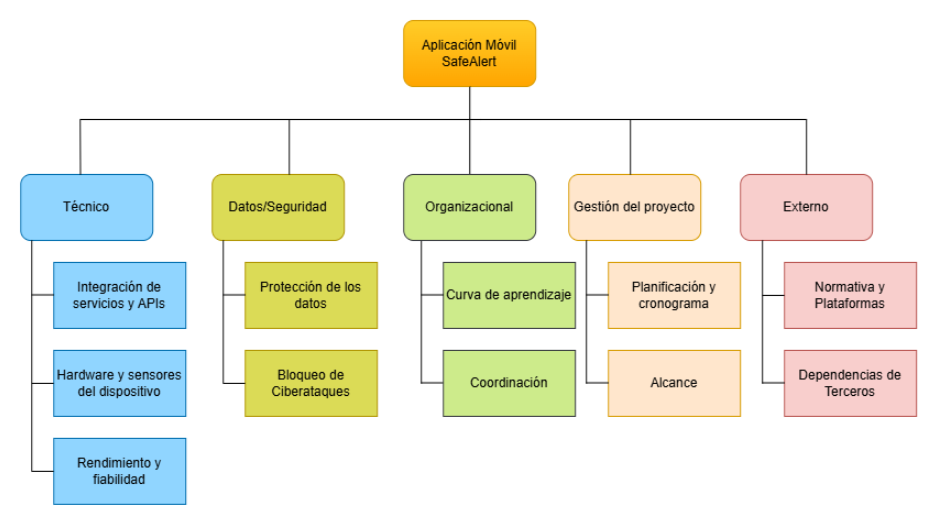 Aplicación Móvil
SafeAlert
Técnico
Datos/Seguridad
Organizacional
Gestión del proyecto
Externo
Integración de
servicios y APIs
Protección de los
datos
Curva de aprendizaje
Planificación y
cronograma
Normativa y
Plataformas
Hardware y sensores
del dispositivo
Bloqueo de
Ciberataques
Coordinación
Alcance
Dependencias de
Terceros
Rendimiento y
fiabilidad